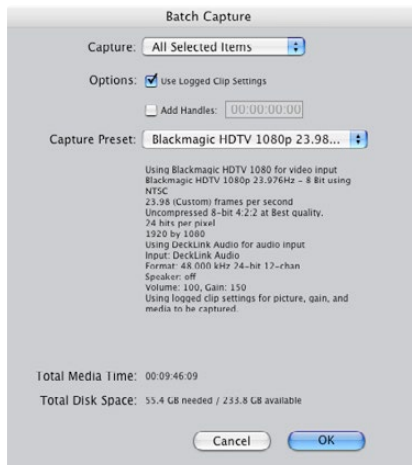 Batch Capture
Capture: All Selected Items
Options: Use Logged Clip Settings
Add Handles: 00:00:00:00
Capture Preset: Blackmagic HDTV 1080p 23.98...
Using Blackmagic HDTV 1080 for video input
Blackmagic HDTV 1080p 23.976Hz - 8 Bit using
NTSC
23.98 (Custom) frames per second
Uncompressed 8-bit 4:2:2 at Best quality.
24 bits per pixel
1920 by 1080
Using DeckLink Audio for audio input
Input: DeckLink Audio
Format: 48.000 kHz 24-bit 12-chan
Speaker: off
Volume: 100, Gain: 150
Using logged clip settings for picture, gain, and
media to be captured.
Total Media Time: 00:09:46:09
Total Disk Space: 55.4 GB needed / 233.8 GB available
Cancel OK